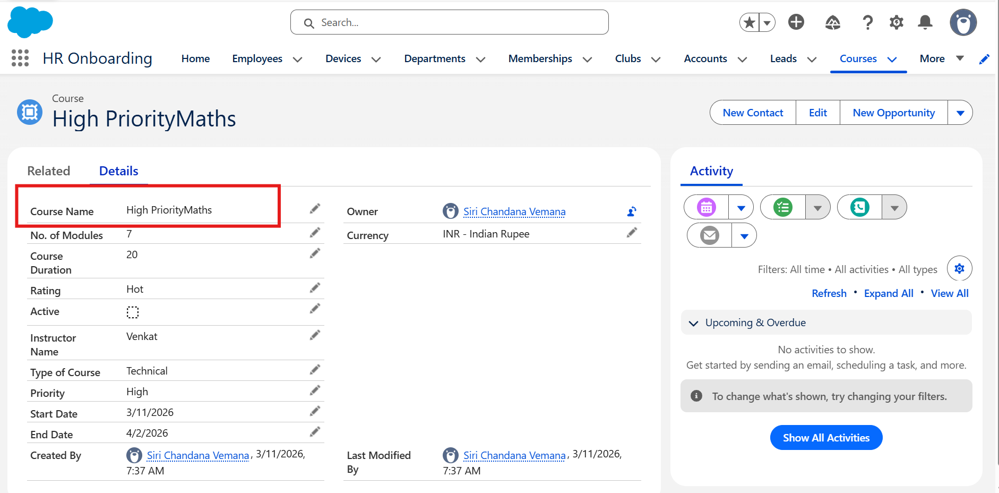 Search...
HR Onboarding
Home
Employees
Devices
Departments
Memberships
Clubs
Accounts
Leads
Courses
More
Course
High PriorityMaths
New Contact
Edit
New Opportunity
Related
Details
Course Name
High PriorityMaths
No. of Modules
7
Course
Duration
20
Rating
Hot
Active
Instructor
Name
Venkat
Type of Course
Technical
Priority
High
Start Date
3/11/2026
End Date
4/2/2026
Created By
Siri Chandana Vemana, 3/11/2026,
7:37 AM
Owner
Siri Chandana Vemana
Currency
INR - Indian Rupee
Last Modified
By
Siri Chandana Vemana, 3/11/2026,
7:37 AM
Activity
Filters: All time • All activities • All types
Refresh • Expand All • View All
Upcoming & Overdue
No activities to show.
Get started by sending an email, scheduling a task, and more.
To change what's shown, try changing your filters.
Show All Activities